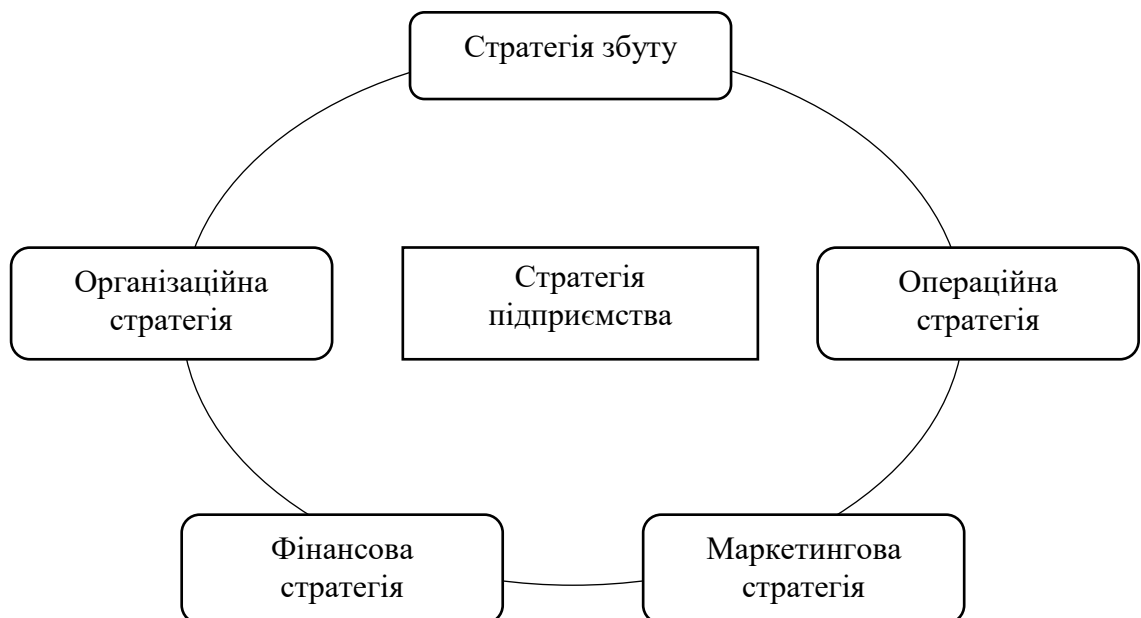 Стратегія збуту
Організаційна
стратегія
Стратегія
підприємства
Операційна
стратегія
Фінансова
стратегія
Маркетингова
стратегія